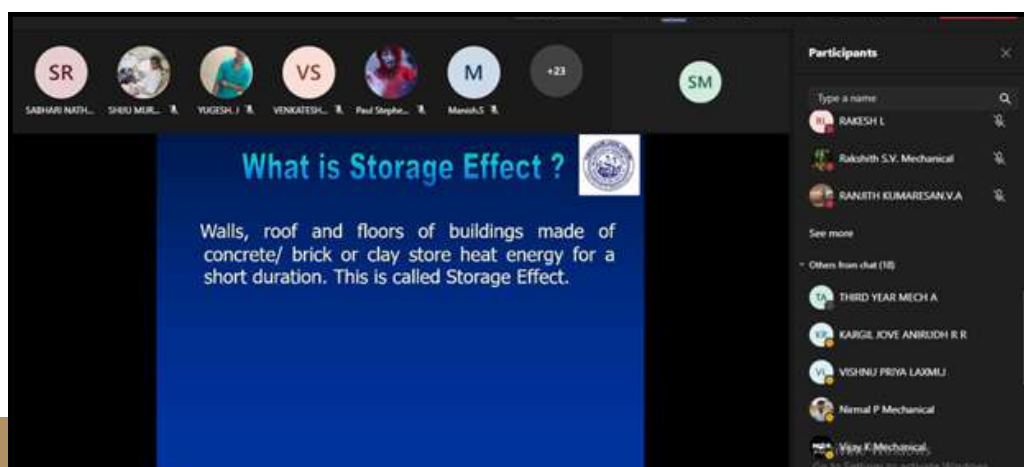 SR
VS
M
+23
SM
SABHARI NATH...
SHIJU MUR...
YUGESH. J
VENKATESH...
Paul Stephe...
Manish.S
What is Storage Effect ?
Walls, roof and floors of buildings made of
concrete/ brick or clay store heat energy for a
short duration. This is called Storage Effect.
Participants
Type a name
RL RAKESH L
Rakshith S.V. Mechanical
RANJITH KUMARESAN.V.A
See more
Others from chat (18)
TA THIRD YEAR MECH A
KARGIL JOVE ANIRUDH R R
VISHNU PRIYA LAXMI.J
Nirmal P Mechanical
Vijay K Mechanical